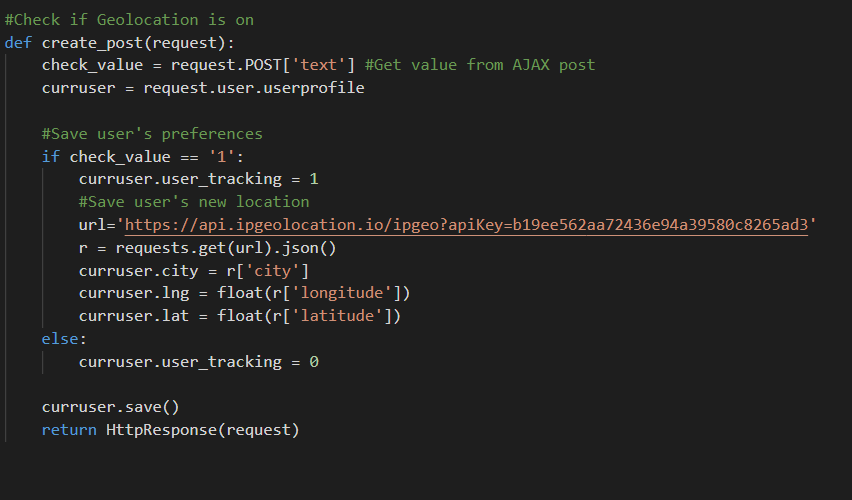 #Check if Geolocation is on
def create_post(request):
    check_value = request.POST['text'] #Get value from AJAX post
    curruser = request.user.userprofile

    #Save user's preferences
    if check_value == '1':
        curruser.user_tracking = 1
        #Save user's new location
        url='https://api.ipgeolocation.io/ipgeo?apiKey=b19ee562aa72436e94a39580c8265ad3'
        r = requests.get(url).json()
        curruser.city = r['city']
        curruser.lng = float(r['longitude'])
        curruser.lat = float(r['latitude'])
    else:
        curruser.user_tracking = 0

    curruser.save()
    return HttpResponse(request)